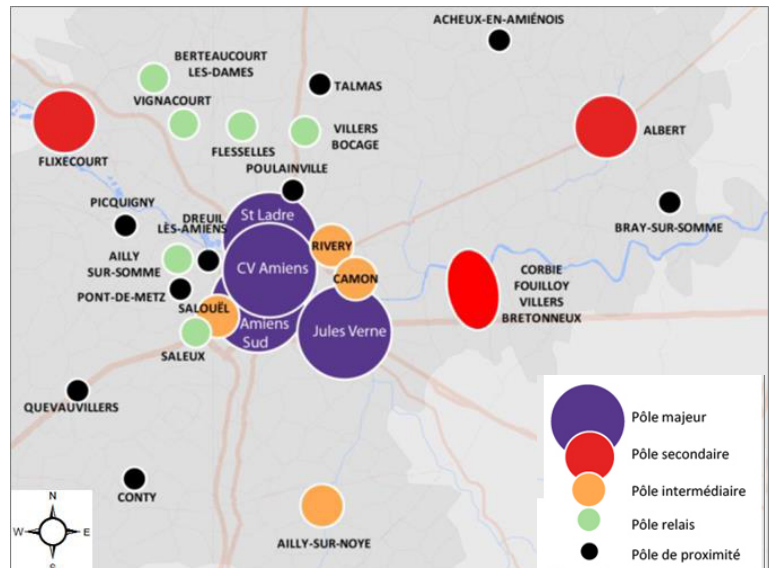 ACHEUX-EN-AMIÉNOIS
BERTEAUCOURT
LES-DAMES
TALMAS
VIGNACOURT
FLIXECOURT
FLESSELLES
VILLERS
BOCAGE
ALBERT
POULAINVILLE
PICQUIGNY
DREUIL
LÈS-AMIENS
St Ladre
RIVERY
BRAY-SUR-SOMME
AILLY
SUR-SOMME
CV Amiens
CAMON
CORBIE
FOUILLOY
VILLERS
BRETONNEUX
PONT-DE-METZ
SALOUËL
Amiens
Sud
Jules Verne
SALEUX
QUEVAUVILLERS
CONTY
AILLY-SUR-NOYE
Pôle majeur
Pôle secondaire
Pôle intermédiaire
Pôle relais
Pôle de proximité
N
W
E
S